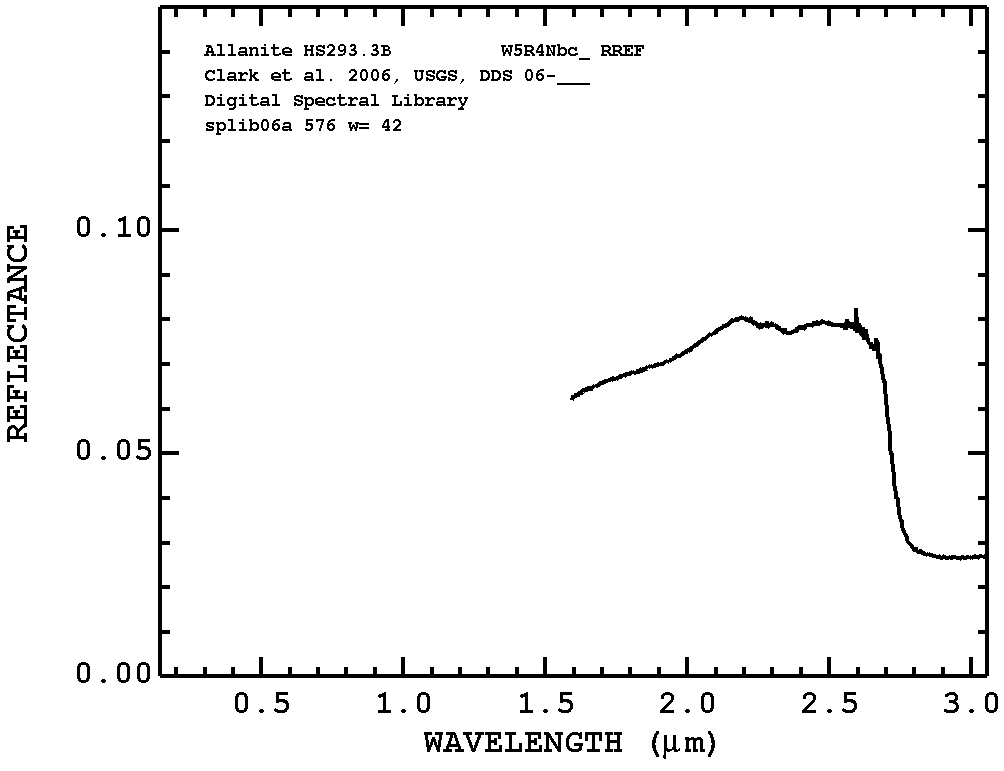 Allanite HS293.3B W5R4Nbc_ RREF
Clark et al. 2006, USGS, DDS 06-___
Digital Spectral Library
splib06a 576 w= 42
REFLECTANCE
0.10
0.05
0.00
0.5 1.0 1.5 2.0 2.5 3.0
WAVELENGTH (μm)